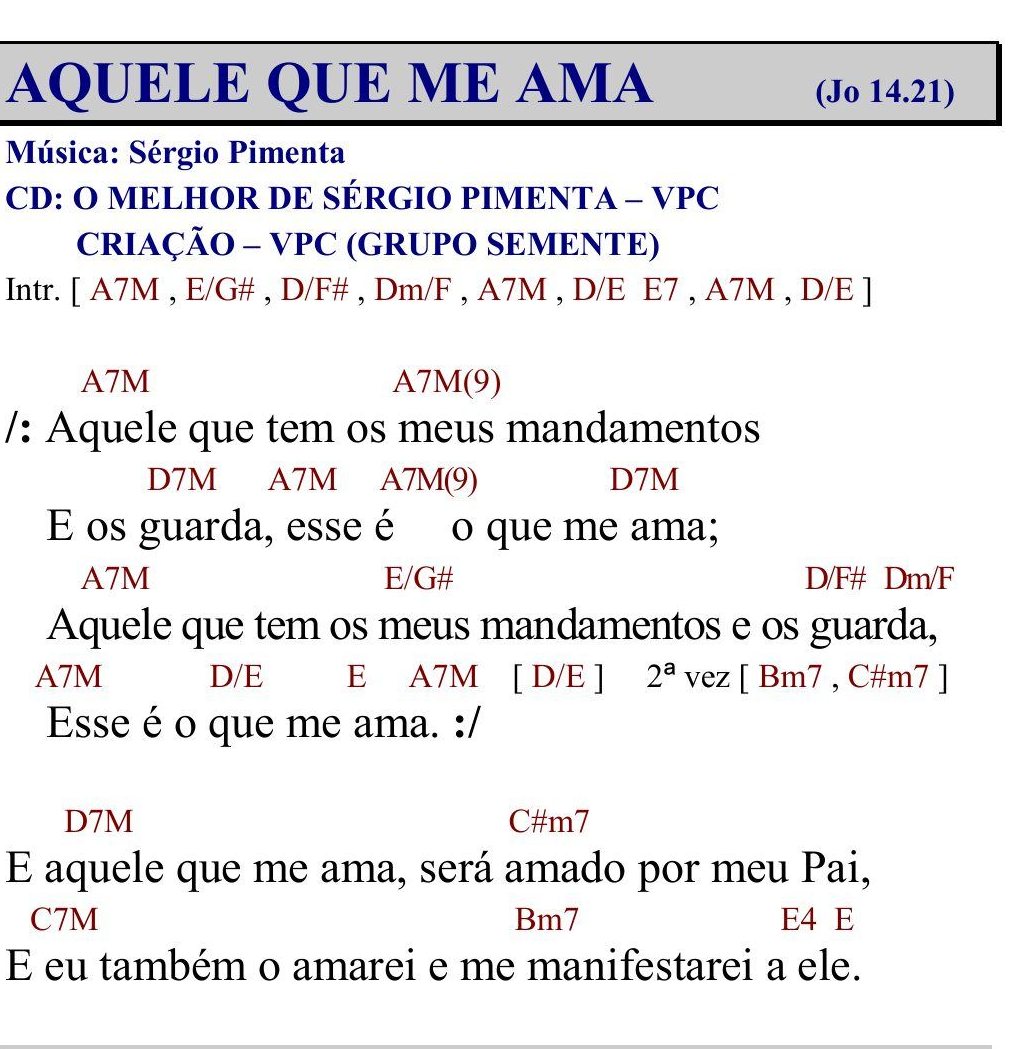 AQUELE QUE ME AMA (Jo 14.21)
Música: Sérgio Pimenta
CD: O MELHOR DE SÉRGIO PIMENTA – VPC
CRIAÇÃO – VPC (GRUPO SEMENTE)
Intr. [ A7M , E/G# , D/F# , Dm/F , A7M , D/E E7 , A7M , D/E ]
A7M A7M(9)
/: Aquele que tem os meus mandamentos
D7M A7M A7M(9) D7M
E os guarda, esse é o que me ama;
A7M E/G# D/F# Dm/F
Aquele que tem os meus mandamentos e os guarda,
A7M D/E E A7M [ D/E ] 2ª vez [ Bm7 , C#m7 ]
Esse é o que me ama. :/
D7M C#m7
E aquele que me ama, será amado por meu Pai,
C7M Bm7 E4 E
E eu também o amarei e me manifestarei a ele.